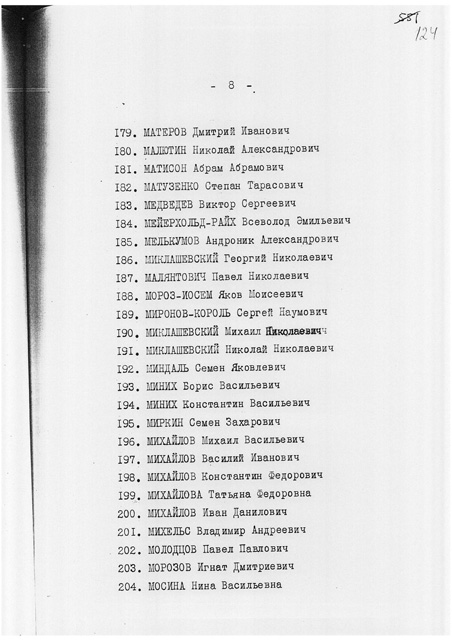 581
124
- 8 -
179. МАТЕРОВ Дмитрий Иванович
180. МАЛЮТИН Николай Александрович
181. МАТИСОН Абрам Абрамович
182. МАТУЗЕНКО Степан Тарасович
183. МЕДВЕДЕВ Виктор Сергеевич
184. МЕЙЕРХОЛЬД-РАЙХ Всеволод Эмильевич
185. МЕЛЬКУМОВ Андроник Александрович
186. МИКЛАШЕВСКИЙ Георгий Николаевич
187. МАЛЯНТОВИЧ Павел Николаевич
188. МОРОЗ-ИОСЕМ Яков Моисеевич
189. МИРОНОВ-КОРОЛЬ Сергей Наумович
190. МИКЛАШЕВСКИЙ Михаил Николаевич
191. МИКЛАШЕВСКИЙ Николай Николаевич
192. МИНДАЛЬ Семен Яковлевич
193. МИНИХ Борис Васильевич
194. МИНИХ Константин Васильевич
195. МИРКИН Семен Захарович
196. МИХАЙЛОВ Михаил Васильевич
197. МИХАЙЛОВ Василий Иванович
198. МИХАЙЛОВ Константин Федорович
199. МИХАЙЛОВА Татьяна Федоровна
200. МИХАЙЛОВ Иван Данилович
201. МИХЕЛЬС Владимир Андреевич
202. МОЛОДЦОВ Павел Павлович
203. МОРОЗОВ Игнат Дмитриевич
204. МОСИНА Нина Васильевна